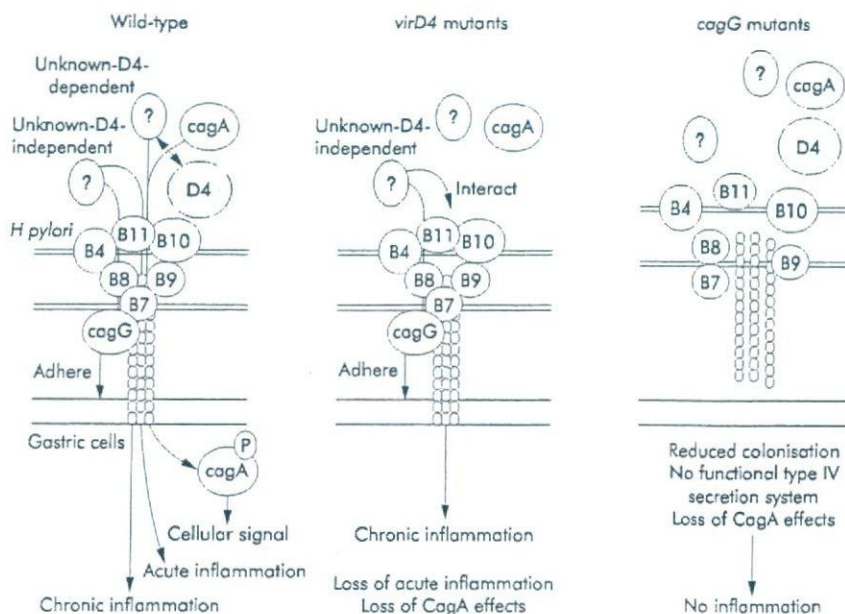 Wild-type
Unknown-D4-
dependent
?
cagA
Unknown-D4-
independent
?
D4
H pylori
B4
B11
B10
B8
B9
B7
cagG
Adhere
Gastric cells
P
cagA
Cellular signal
Acute inflammation
Chronic inflammation
virD4 mutants
?
cagA
Unknown-D4-
independent
?
Interact
B4
B11
B10
B8
B9
B7
cagG
Adhere
Chronic inflammation
Loss of acute inflammation
Loss of CagA effects
cagG mutants
?
cagA
?
D4
B4
B11
B10
B8
B9
B7
Reduced colonisation
No functional type IV
secretion system
Loss of CagA effects
No inflammation